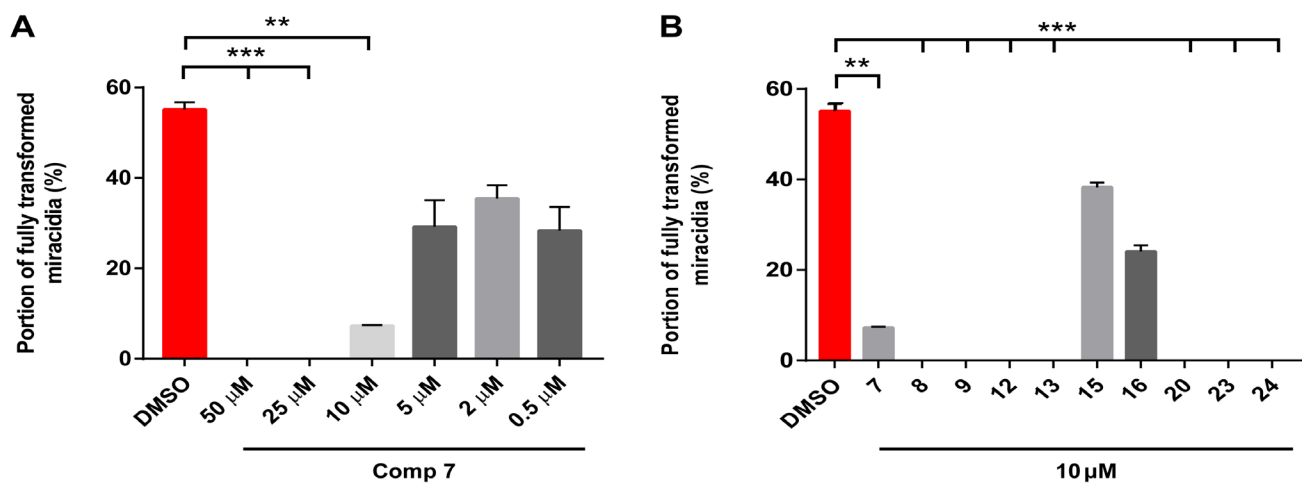 A
**
***
Portion of fully transformed
miracidia (%)
60
40
20
0
DMSO
50 μM
25 μM
10 μM
5 μM
2 μM
0.5 μM
Comp 7
B
***
**
Portion of fully transformed
miracidia (%)
60
40
20
0
DMSO
7
8
9
12
13
15
16
20
23
24
10 μM